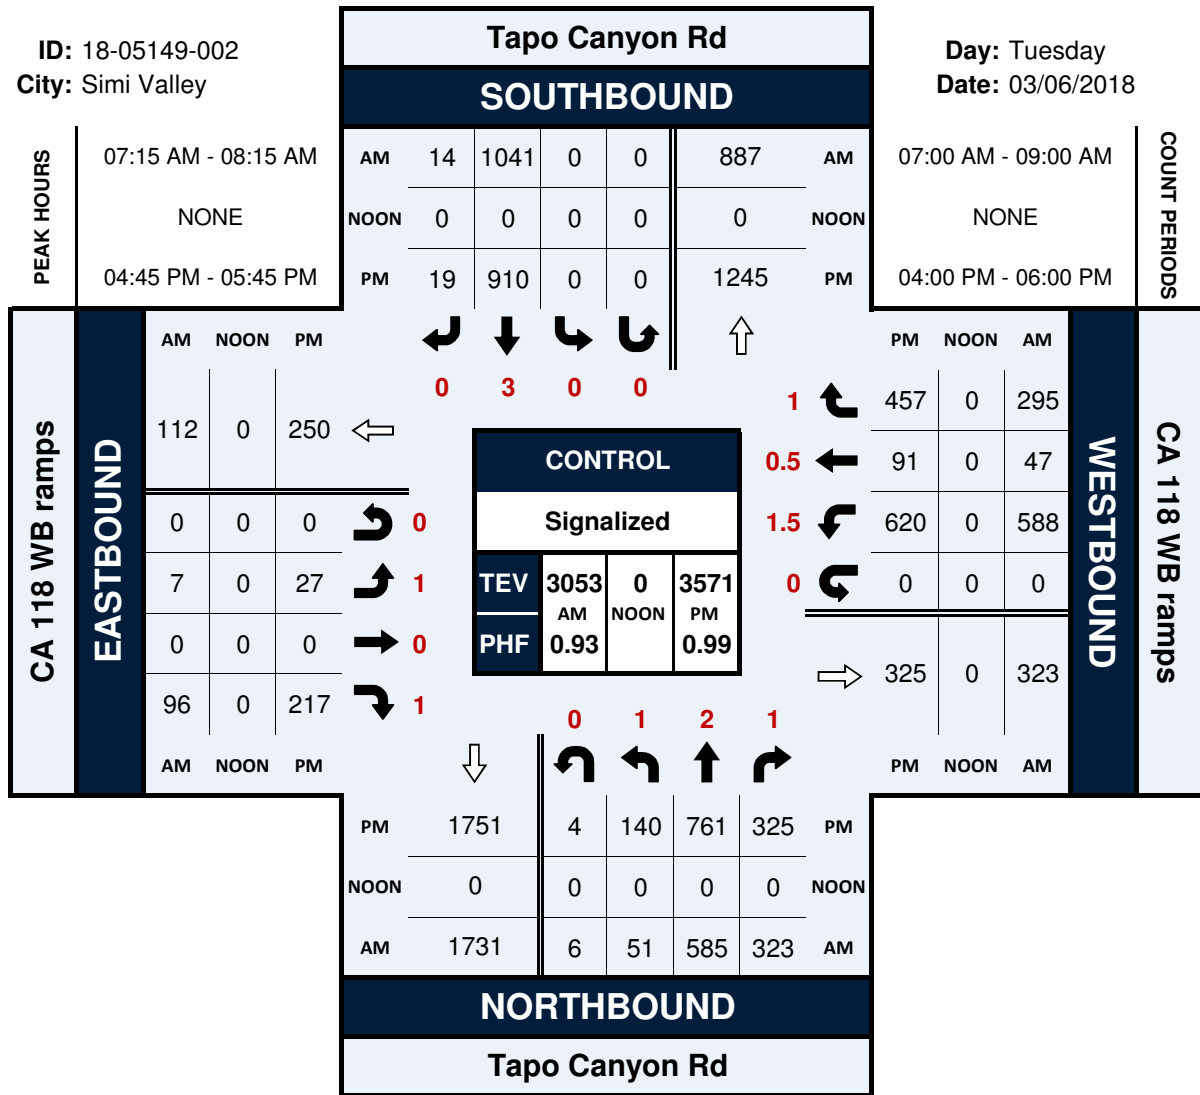 Tapo Canyon Rd
ID: 18-05149-002
Day: Tuesday
City: Simi Valley
Date: 03/06/2018
SOUTHBOUND
PEAK HOURS
07:15 AM - 08:15 AM
AM 14 1041 0 0 887 AM
07:00 AM - 09:00 AM
COUNT PERIODS
NONE
NOON 0 0 0 0 0 NOON
NONE
04:45 PM - 05:45 PM
PM 19 910 0 0 1245 PM
04:00 PM - 06:00 PM
CA 118 WB ramps
EASTBOUND
AM NOON PM
PM NOON AM
0 3 0 0
1 457 0 295
112 0 250
CONTROL
0.5 91 0 47
WESTBOUND
CA 118 WB ramps
0 0 0 0
Signalized
1.5 620 0 588
7 0 27 1
TEV 3053 0 3571
AM NOON PM
0 0 0 0
0 0 0 0
PHF 0.93 0.99
325 0 323
96 0 217 1
0 1 2 1
AM NOON PM
PM NOON AM
PM 1751 4 140 761 325 PM
NOON 0 0 0 0 0 NOON
AM 1731 6 51 585 323 AM
NORTHBOUND
Tapo Canyon Rd